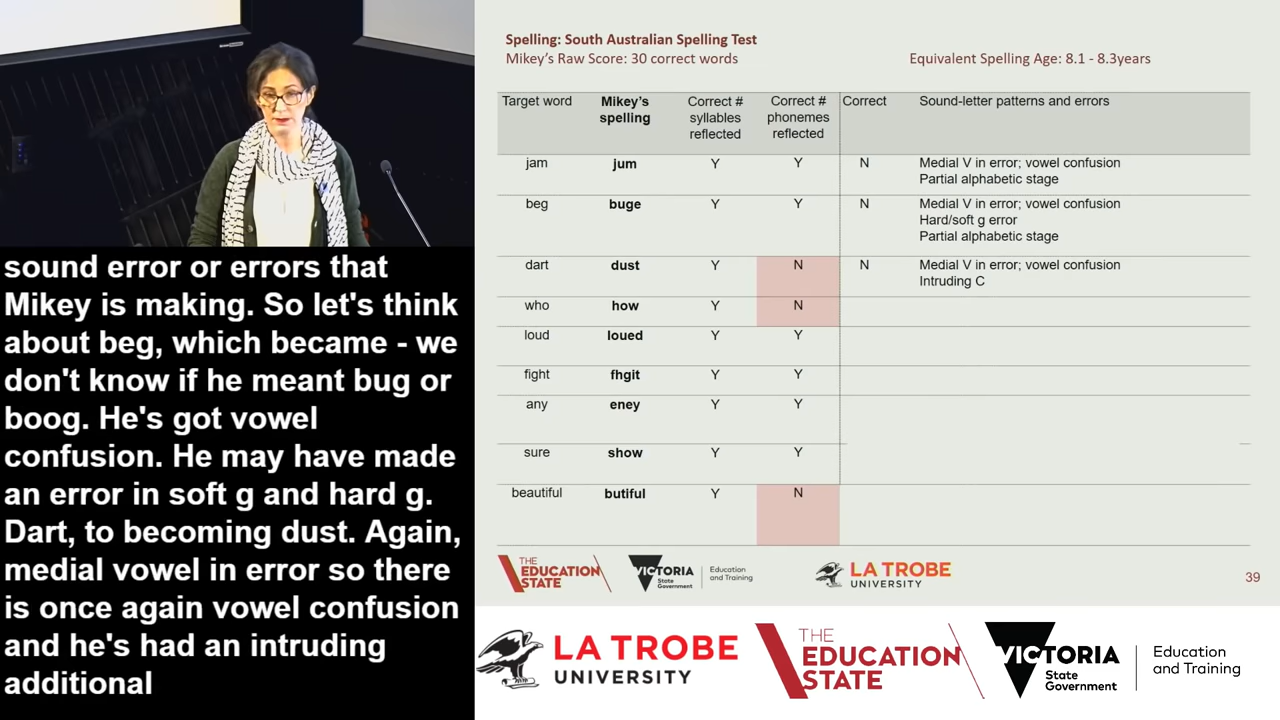 sound error or errors that
Mikey is making. So let's think
about beg, which became - we
don't know if he meant bug or
boog. He's got vowel
confusion. He may have made
an error in soft g and hard g.
Dart, to becoming dust. Again,
medial vowel in error so there
is once again vowel confusion
and he's had an intruding
additional
Spelling: South Australian Spelling Test
Mikey's Raw Score: 30 correct words
Equivalent Spelling Age: 8.1 - 8.3years
Target word
Mikey's
spelling
Correct #
syllables
reflected
Correct #
phonemes
reflected
Correct
Sound-letter patterns and errors
jam
jum
Y
Y
N
Medial V in error; vowel confusion
Partial alphabetic stage
beg
buge
Y
Y
N
Medial V in error; vowel confusion
Hard/soft g error
Partial alphabetic stage
dart
dust
Y
N
N
Medial V in error; vowel confusion
Intruding C
who
how
Y
N
loud
loued
Y
Y
fight
fhgit
Y
Y
any
eney
Y
Y
sure
show
Y
Y
beautiful
butiful
Y
N
THE
EDUCATION
STATE
VICTORIA
State
Government
Education
and Training
LA TROBE
UNIVERSITY
39
LA TROBE
UNIVERSITY
THE
EDUCATION
STATE
VICTORIA
State
Government
Education
and Training